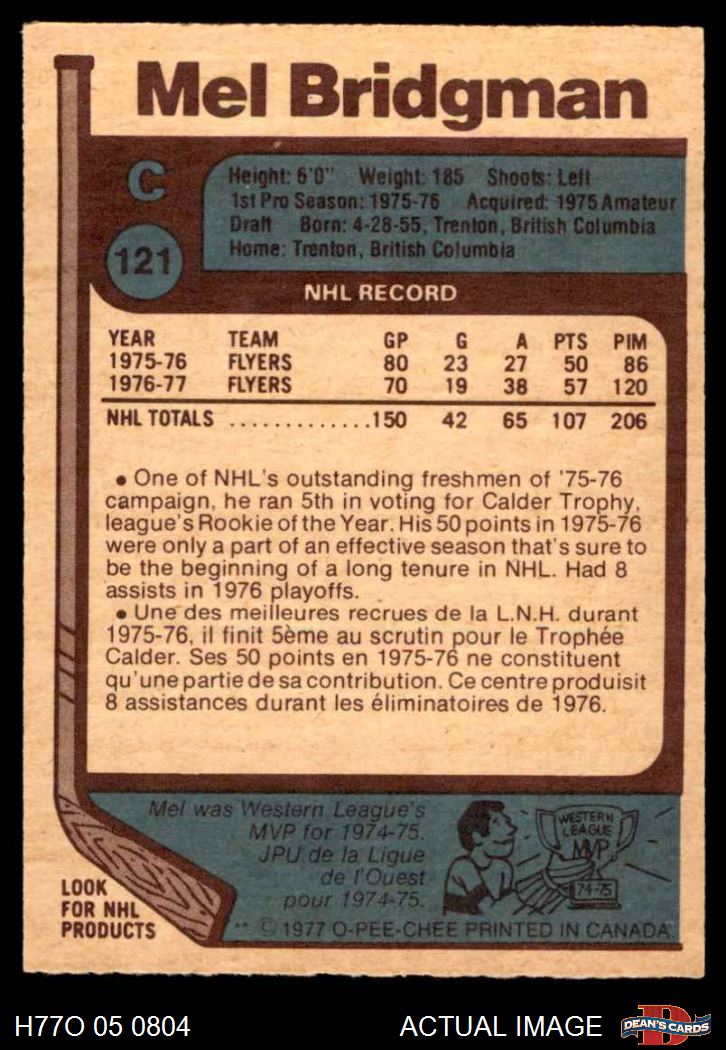 Mel Bridgman
C
121
Height: 6'0" Weight: 185 Shoots: Left
1st Pro Season: 1975-76 Acquired: 1975 Amateur
Draft Born: 4-28-55, Trenton, British Columbia
Home: Trenton, British Columbia
NHL RECORD
YEAR TEAM GP G A PTS PIM
1975-76 FLYERS 80 23 27 50 86
1976-77 FLYERS 70 19 38 57 120
NHL TOTALS .............150 42 65 107 206
• One of NHL's outstanding freshmen of '75-76
campaign, he ran 5th in voting for Calder Trophy,
league's Rookie of the Year. His 50 points in 1975-76
were only a part of an effective season that's sure to
be the beginning of a long tenure in NHL. Had 8
assists in 1976 playoffs.
• Une des meilleures recrues de la L.N.H. durant
1975-76, il finit 5ème au scrutin pour le Trophée
Calder. Ses 50 points en 1975-76 ne constituent
qu'une partie de sa contribution. Ce centre produisit
8 assistances durant les éliminatoires de 1976.
Mel was Western League's
MVP for 1974-75.
JPU de la Ligue
de l'Ouest
pour 1974-75.
WESTERN
LEAGUE
MVP
74-75
LOOK
FOR NHL
PRODUCTS
** © 1977 O-PEE-CHEE PRINTED IN CANADA.
H77O 05 0804
ACTUAL IMAGE
D
DEAN'S CARDS